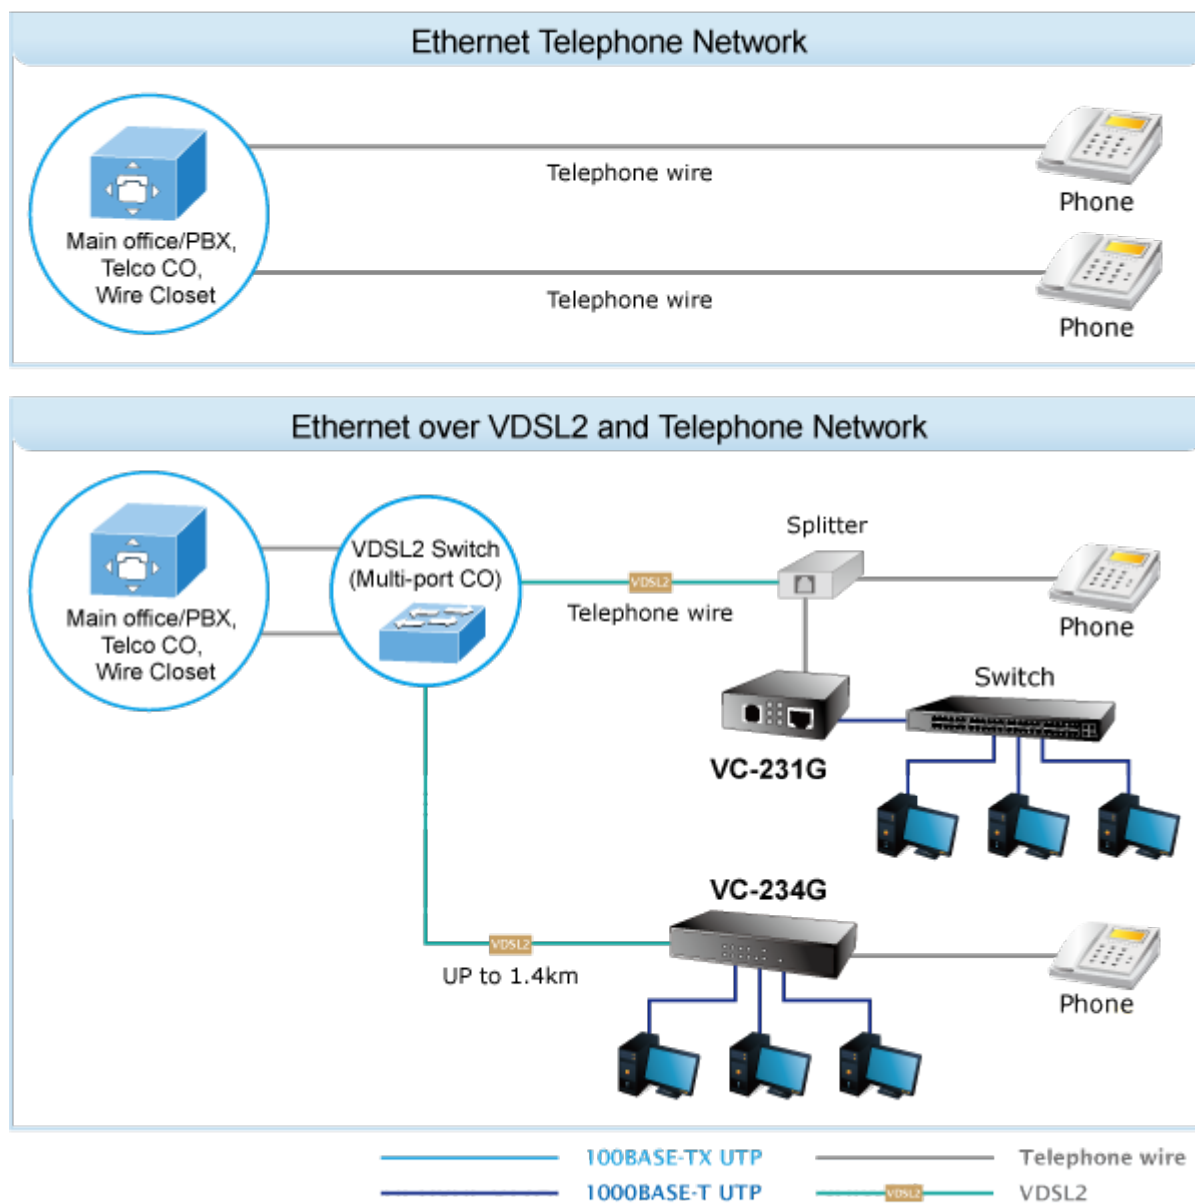 Ethernet Telephone Network
Telephone wire
Phone
Main office/PBX,
Telco CO,
Wire Closet
Telephone wire
Phone
Ethernet over VDSL2 and Telephone Network
Splitter
VDSL2 Switch
(Multi-port CO)
VDSL2
Telephone wire
Phone
Main office/PBX,
Telco CO,
Wire Closet
Switch
VC-231G
VC-234G
VDSL2
UP to 1.4km
Phone
100BASE-TX UTP
Telephone wire
1000BASE-T UTP
VDSL2
VDSL2